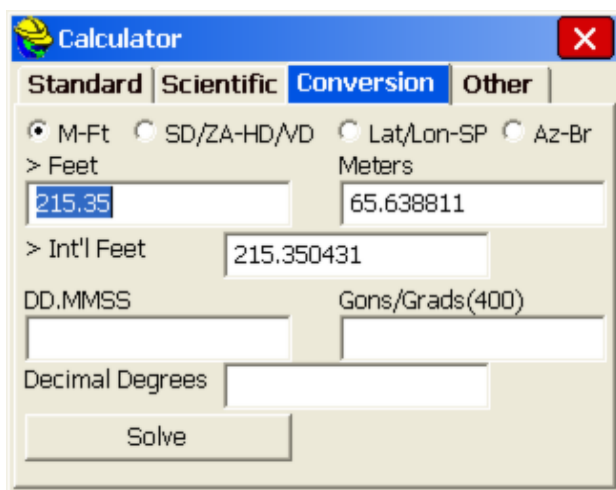 Calculator
Standard Scientific Conversion Other
M-Ft SD/ZA-HD/VD Lat/Lon-SP Az-Br
> Feet Meters
215.35 65.638811
> Int'l Feet 215.350431
DD.MMSS Gons/Grads(400)
Decimal Degrees
Solve